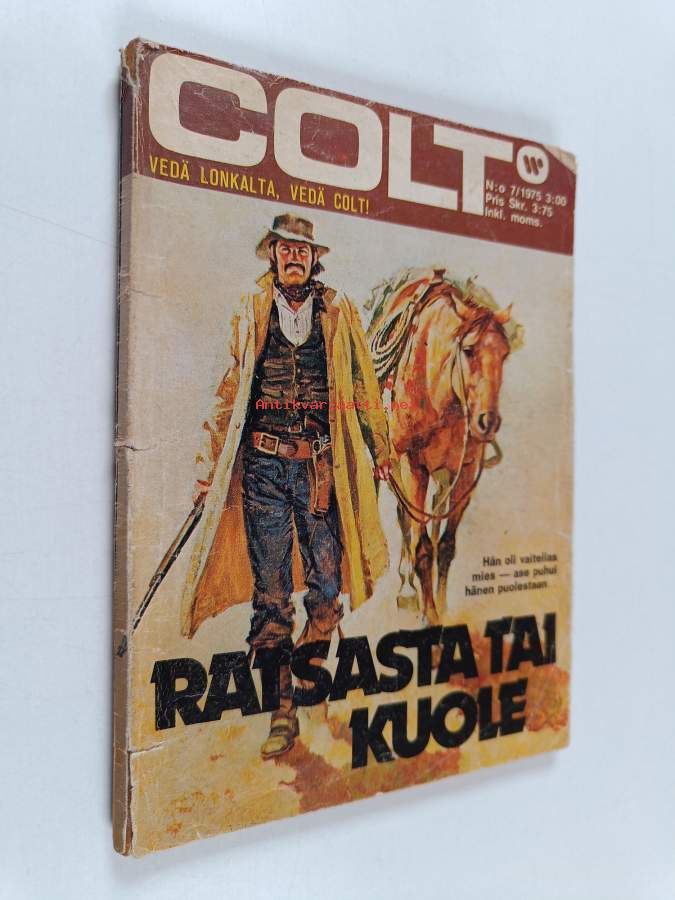 COLT
VEDÄ LONKALTA, VEDÄ COLT!
N:o 7/1975 3:00
Pris Skr. 3:75
Inkl. moms.
Antikvariaatti.net
Hän oli vaitelias
mies — ase puhui
hänen puolestaan...
RATSASTA TAI
KUOLE